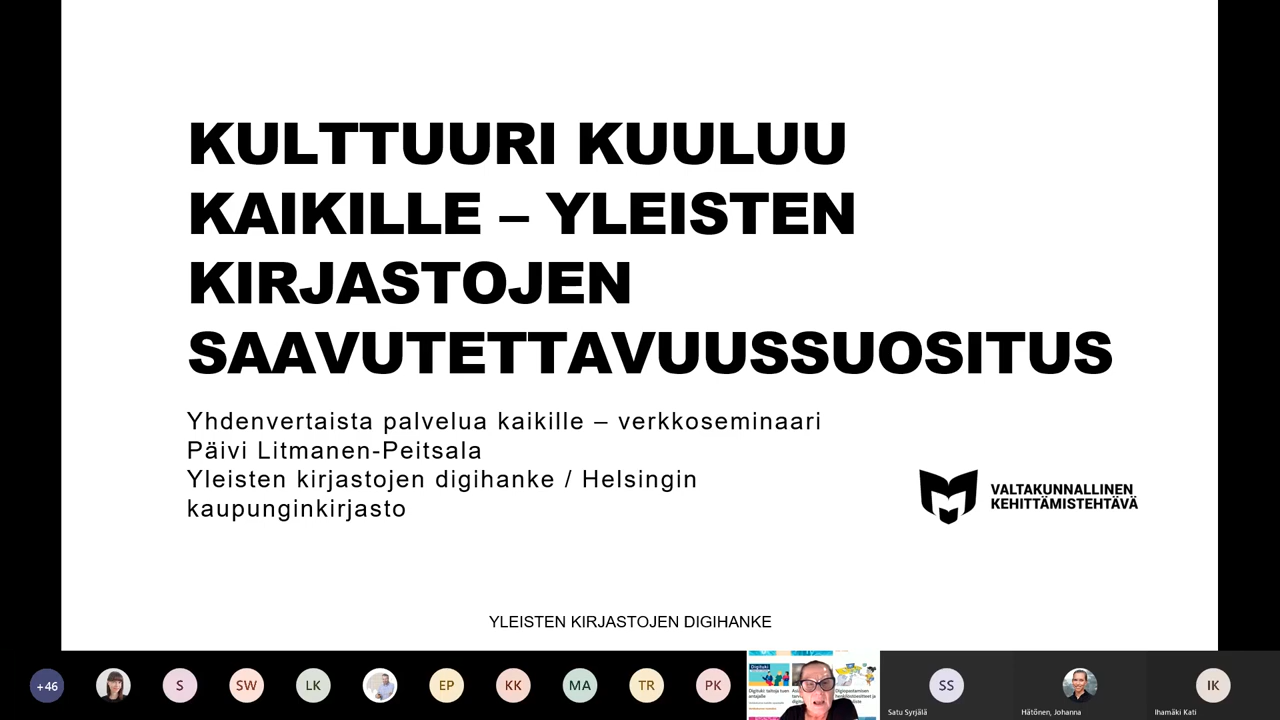 KULTTUURI KUULUU
KAIKILLE – YLEISTEN
KIRJASTOJEN
SAAVUTETTAVUUSSUOSITUS
Yhdenvertaista palvelua kaikille – verkkoseminaari
Päivi Litmanen-Peitsala
Yleisten kirjastojen digihanke / Helsingin
kaupunginkirjasto
VALTAKUNNALLINEN
KEHITTÄMISTEHTÄVÄ
YLEISTEN KIRJASTOJEN DIGIHANKE
+46
S
SW
LK
EP
KK
MA
TR
PK
Digituki
SS
IK
Satu Syrjälä
Hätönen, Johanna
Ihamäki Kati